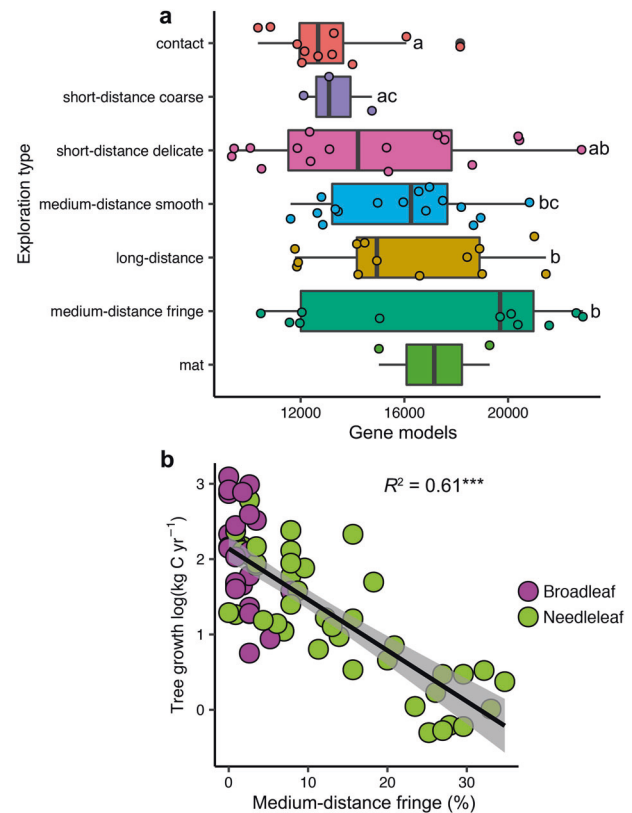 a
contact
a
short-distance coarse
ac
short-distance delicate
ab
medium-distance smooth
bc
long-distance
b
medium-distance fringe
b
mat
Exploration type
12000 16000 20000
Gene models
b
R² = 0.61***
Tree growth log(kg C yr⁻¹)
3
2
1
0
Broadleaf
Needleleaf
0 10 20 30
Medium-distance fringe (%)